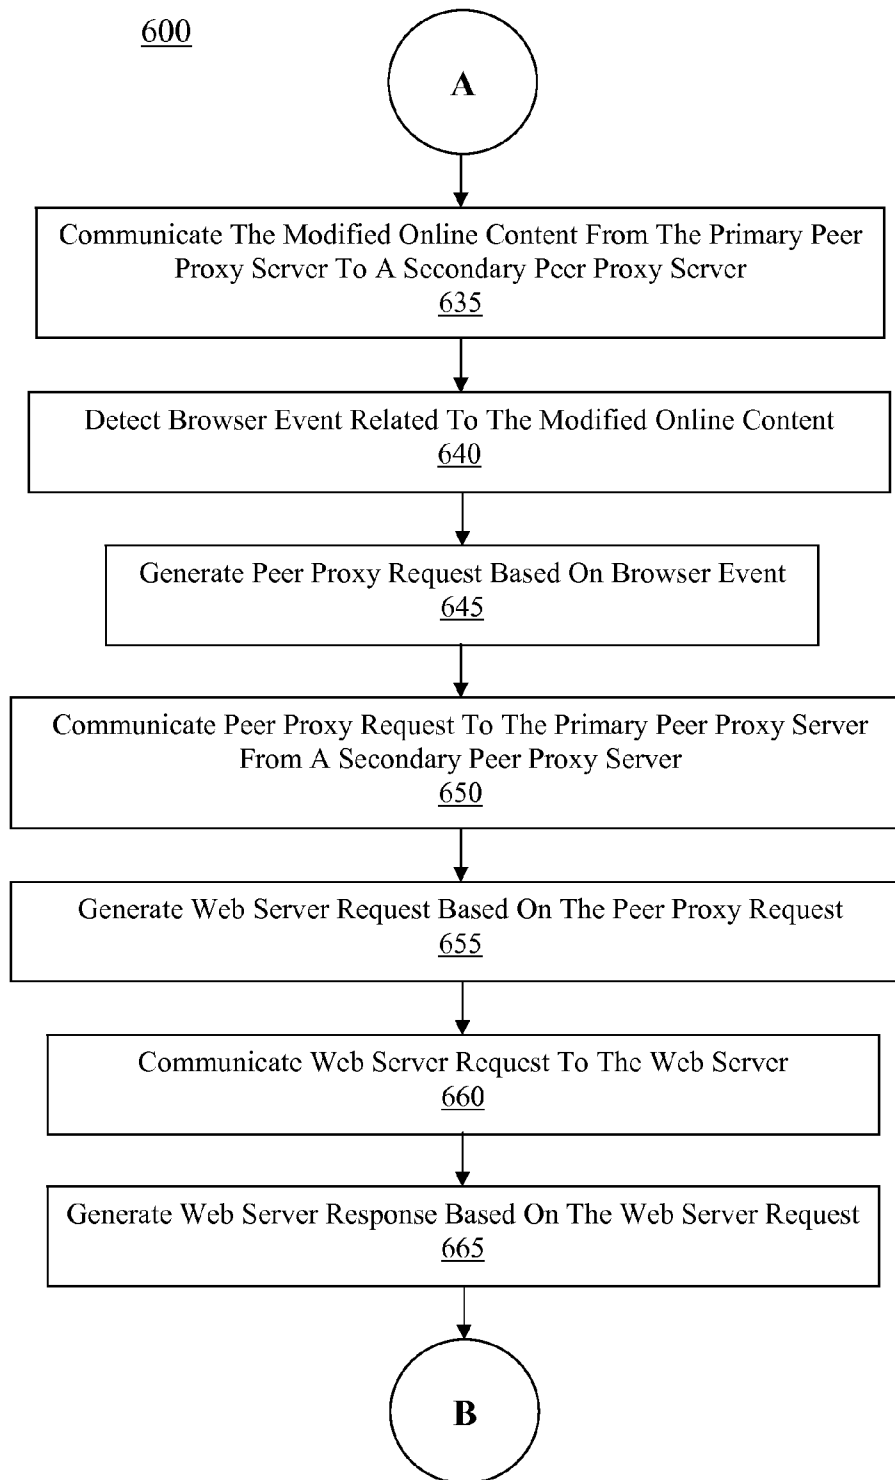 600
A
Communicate The Modified Online Content From The Primary Peer
Proxy Server To A Secondary Peer Proxy Server
635
Detect Browser Event Related To The Modified Online Content
640
Generate Peer Proxy Request Based On Browser Event
645
Communicate Peer Proxy Request To The Primary Peer Proxy Server
From A Secondary Peer Proxy Server
650
Generate Web Server Request Based On The Peer Proxy Request
655
Communicate Web Server Request To The Web Server
660
Generate Web Server Response Based On The Web Server Request
665
B